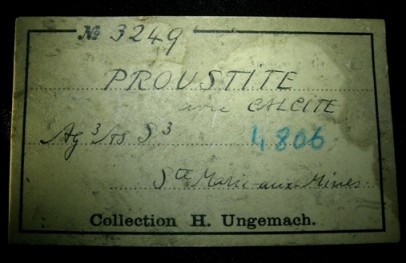 № 3249
PROUSTITE
avec CALCITE
Ag³ As S³ 4806
Ste Marie-aux-Mines
Collection H. Ungemach.